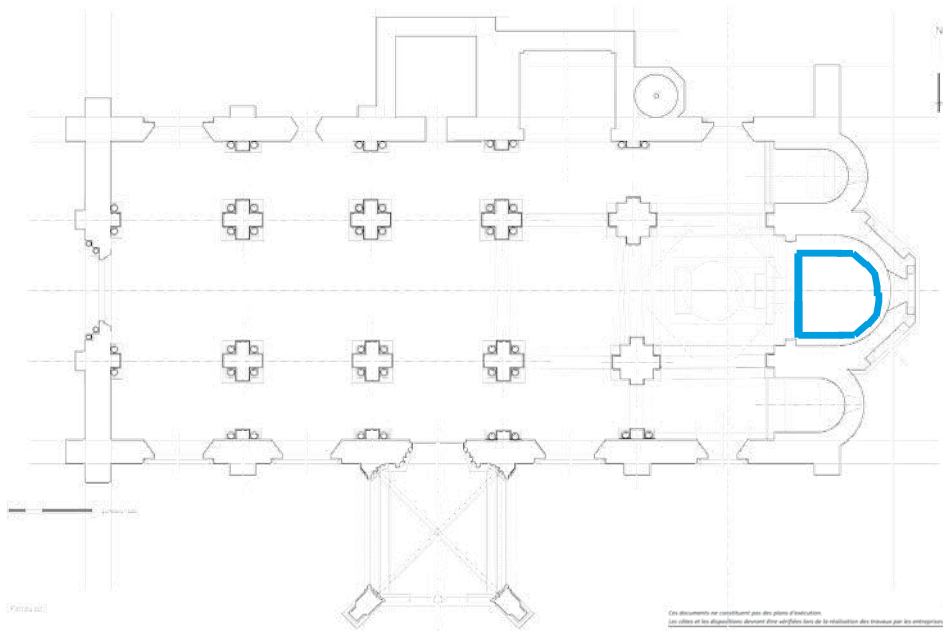 N
Ces documents ne constituent pas des plans d'exécution.
Les côtes et les dispositions devront être vérifiées lors de la réalisation des travaux par les entreprises